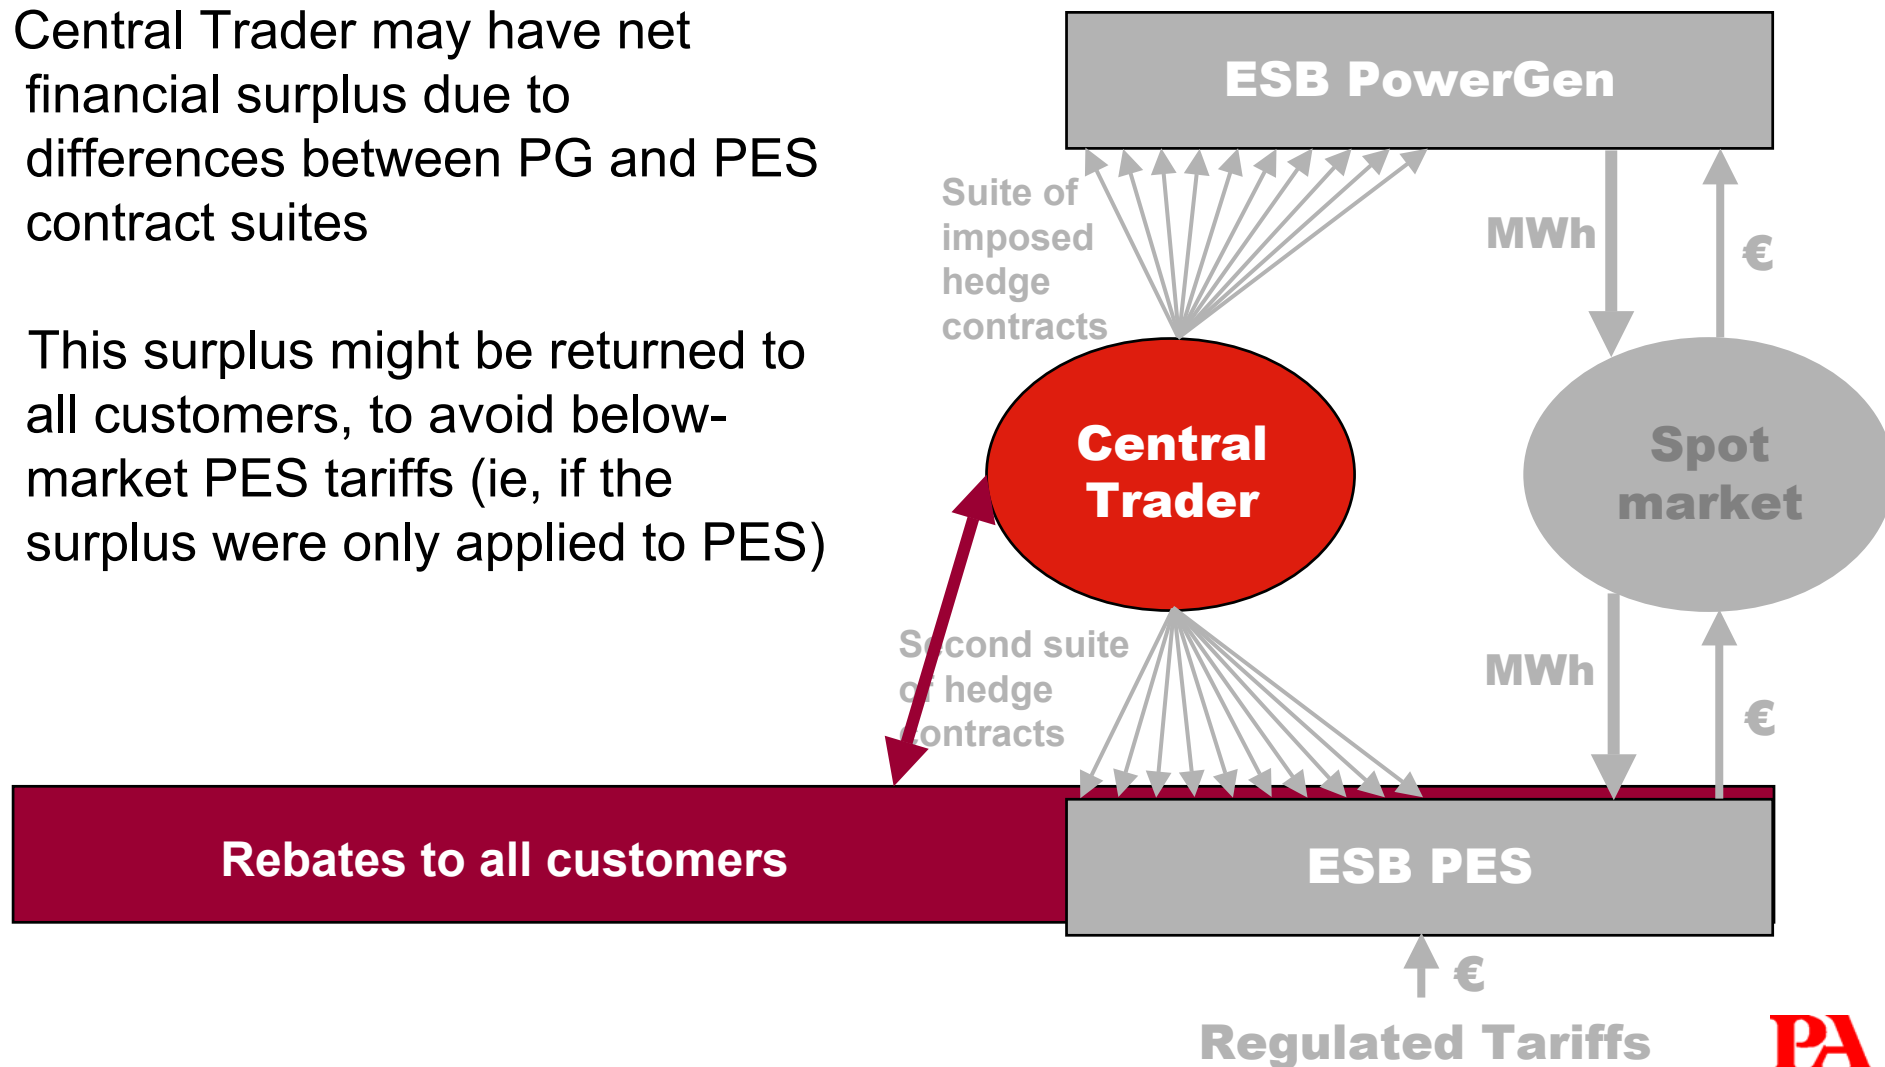 Central Trader may have net
financial surplus due to
differences between PG and PES
contract suites
This surplus might be returned to
all customers, to avoid below-
market PES tariffs (ie, if the
surplus were only applied to PES)
ESB PowerGen
Suite of
imposed
hedge
contracts
MWh
€
Central
Trader
Spot
market
Second suite
of hedge
contracts
MWh
€
Rebates to all customers
ESB PES
€
Regulated Tariffs
PA